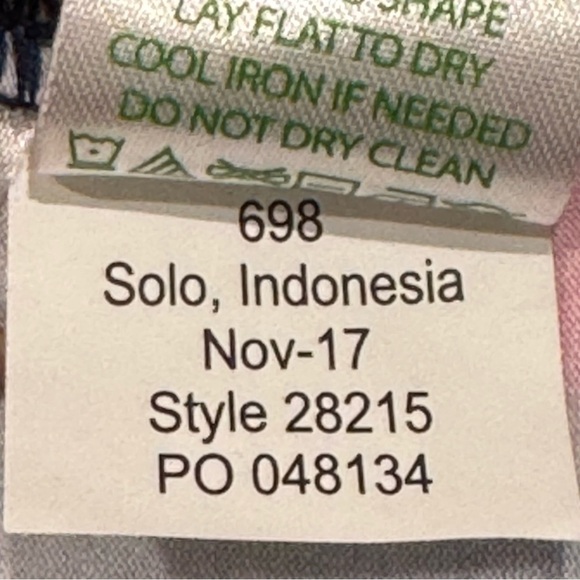 SHAPE
LAY FLAT TO DRY
COOL IRON IF NEEDED
DO NOT DRY CLEAN
698
Solo, Indonesia
Nov-17
Style 28215
PO 048134